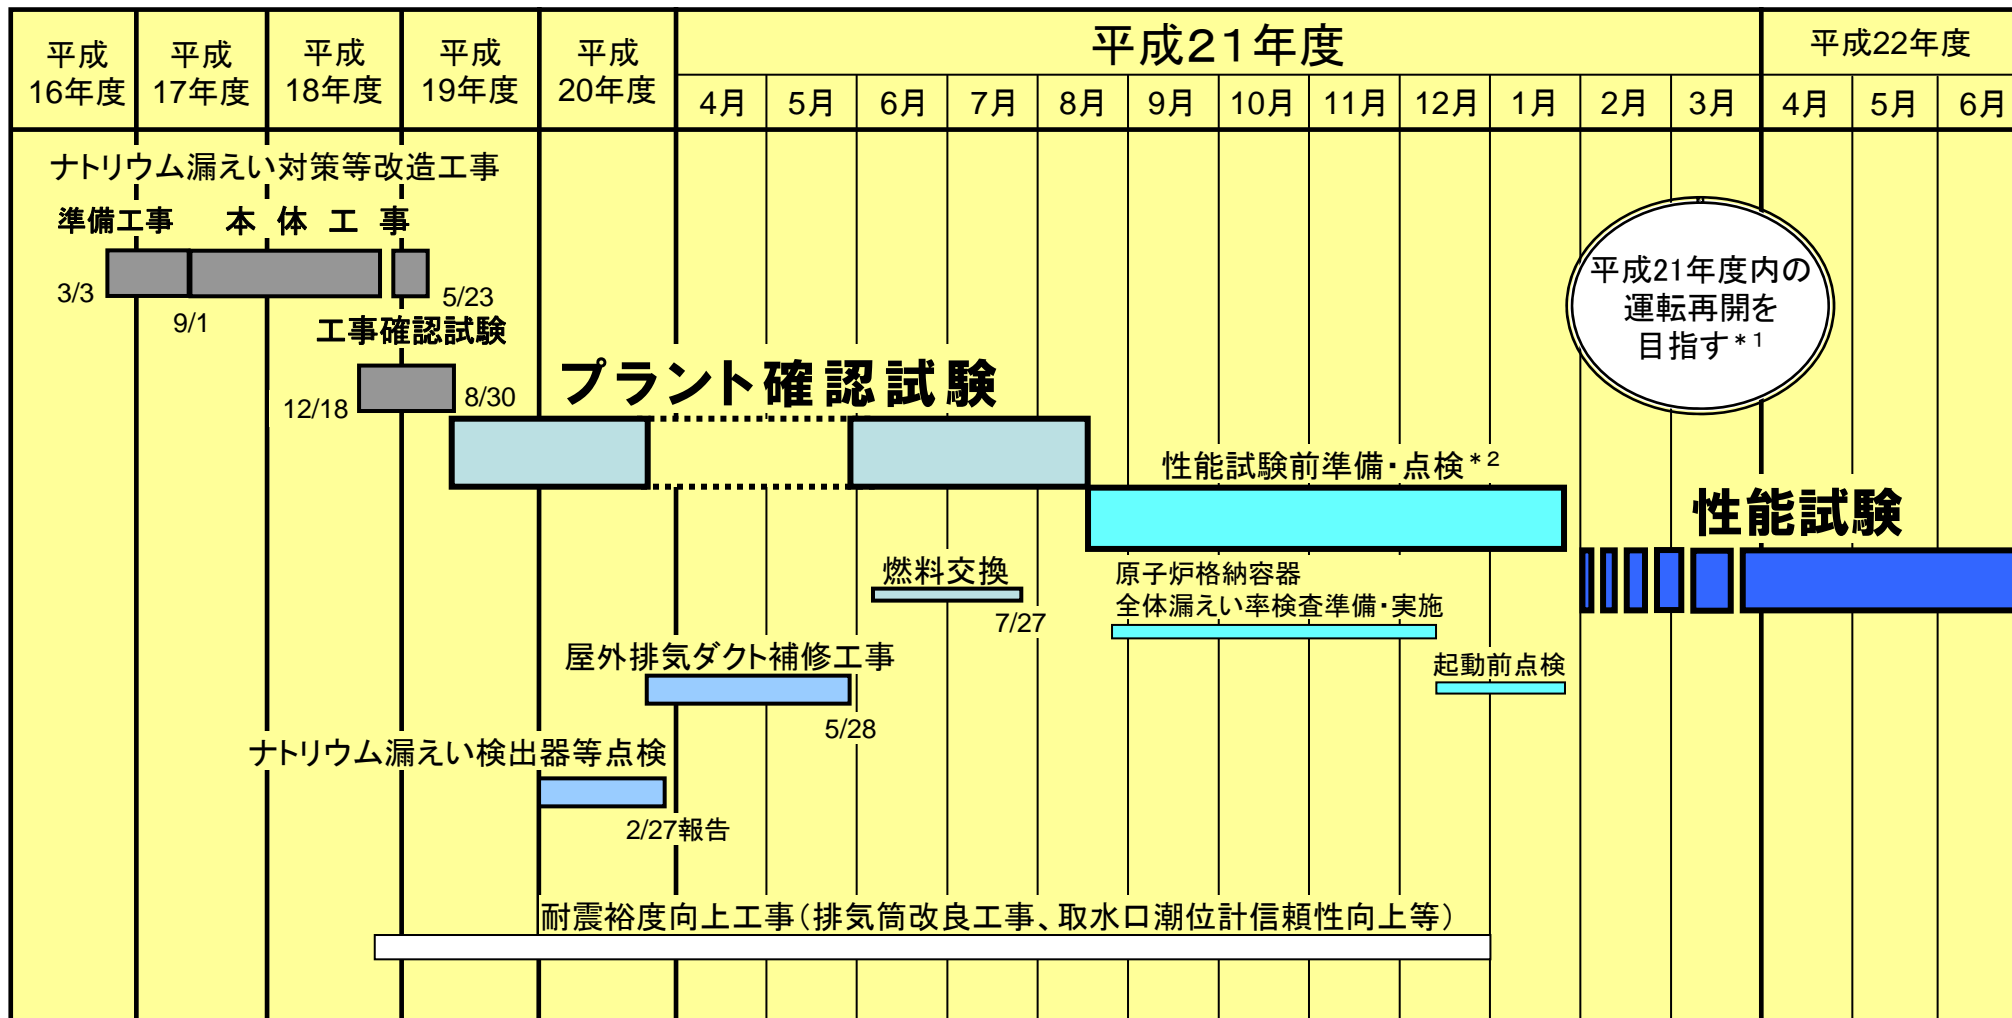 平成
16年度
平成
17年度
平成
18年度
平成
19年度
平成
20年度
平成21年度
平成22年度
4月
5月
6月
7月
8月
9月
10月
11月
12月
1月
2月
3月
4月
5月
6月
ナトリウム漏えい対策等改造工事
準備工事
本体工事
3/3
9/1
5/23
工事確認試験
12/18
8/30
プラント確認試験
平成21年度内の
運転再開を
目指す*1
性能試験前準備・点検*2
性能試験
燃料交換
7/27
原子炉格納容器
全体漏えい率検査準備・実施
屋外排気ダクト補修工事
5/28
起動前点検
ナトリウム漏えい検出器等点検
2/27報告
耐震裕度向上工事(排気筒改良工事、取水口潮位計信頼性向上等)